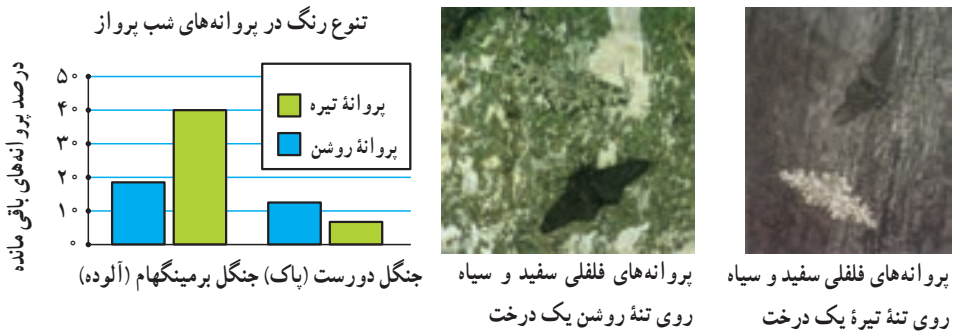 تنوع رنگ در پروانه‌های شب پرواز
درصد پروانه‌های باقی مانده
۵۰
۴۰
۳۰
۲۰
۱۰
۰
پروانهٔ تیره
پروانهٔ روشن
جنگل دورست (پاک) جنگل برمینگهام (آلوده)
پروانه‌های فلفلی سفید و سیاه
روی تنهٔ روشن یک درخت
پروانه‌های فلفلی سفید و سیاه
روی تنهٔ تیرهٔ یک درخت